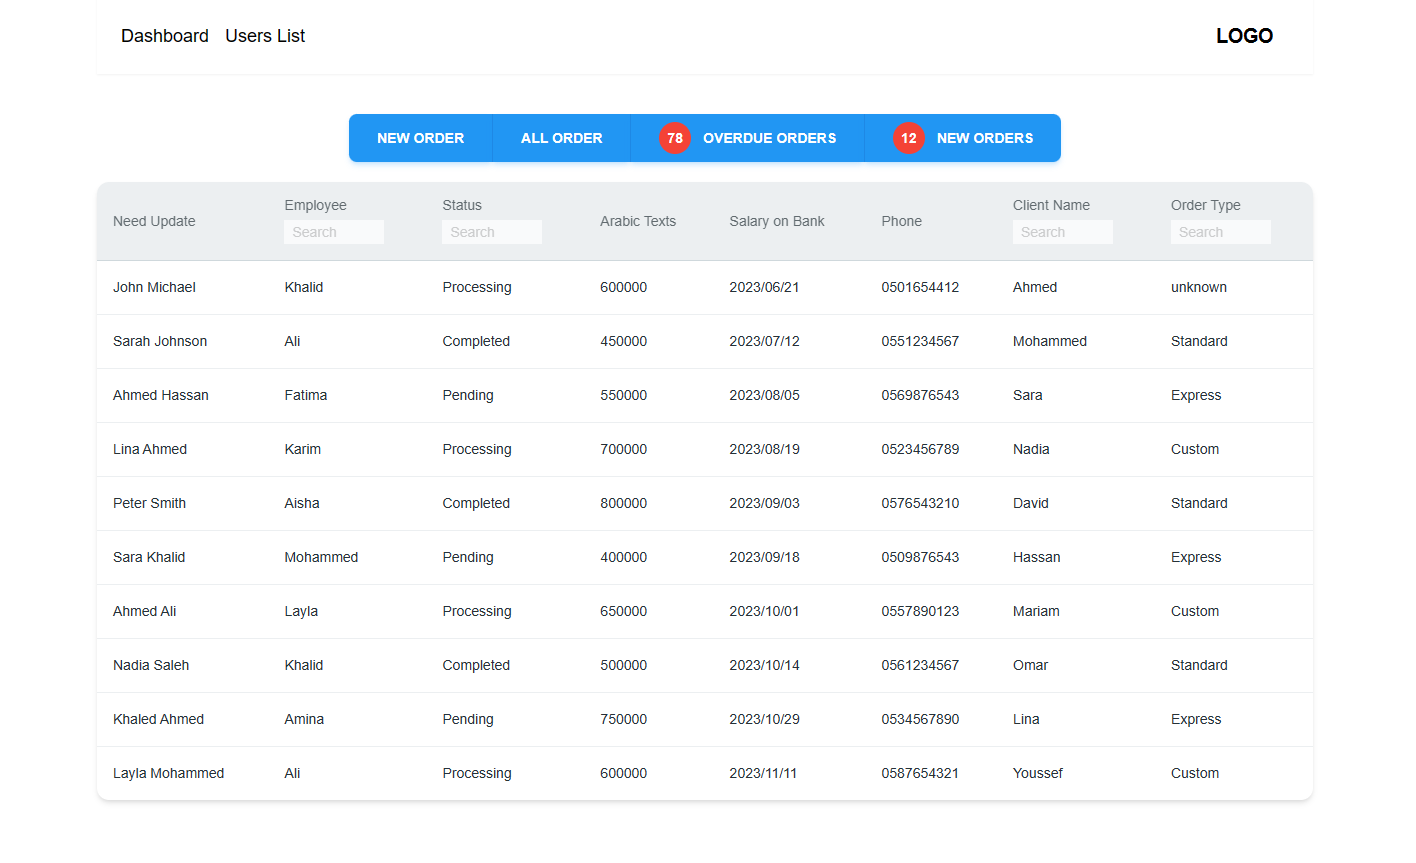 Dashboard Users List LOGO
NEW ORDER ALL ORDER 78 OVERDUE ORDERS 12 NEW ORDERS
Need Update Employee Status Arabic Texts Salary on Bank Phone Client Name Order Type
Search Search Search Search
John Michael Khalid Processing 600000 2023/06/21 0501654412 Ahmed unknown
Sarah Johnson Ali Completed 450000 2023/07/12 0551234567 Mohammed Standard
Ahmed Hassan Fatima Pending 550000 2023/08/05 0569876543 Sara Express
Lina Ahmed Karim Processing 700000 2023/08/19 0523456789 Nadia Custom
Peter Smith Aisha Completed 800000 2023/09/03 0576543210 David Standard
Sara Khalid Mohammed Pending 400000 2023/09/18 0509876543 Hassan Express
Ahmed Ali Layla Processing 650000 2023/10/01 0557890123 Mariam Custom
Nadia Saleh Khalid Completed 500000 2023/10/14 0561234567 Omar Standard
Khaled Ahmed Amina Pending 750000 2023/10/29 0534567890 Lina Express
Layla Mohammed Ali Processing 600000 2023/11/11 0587654321 Youssef Custom